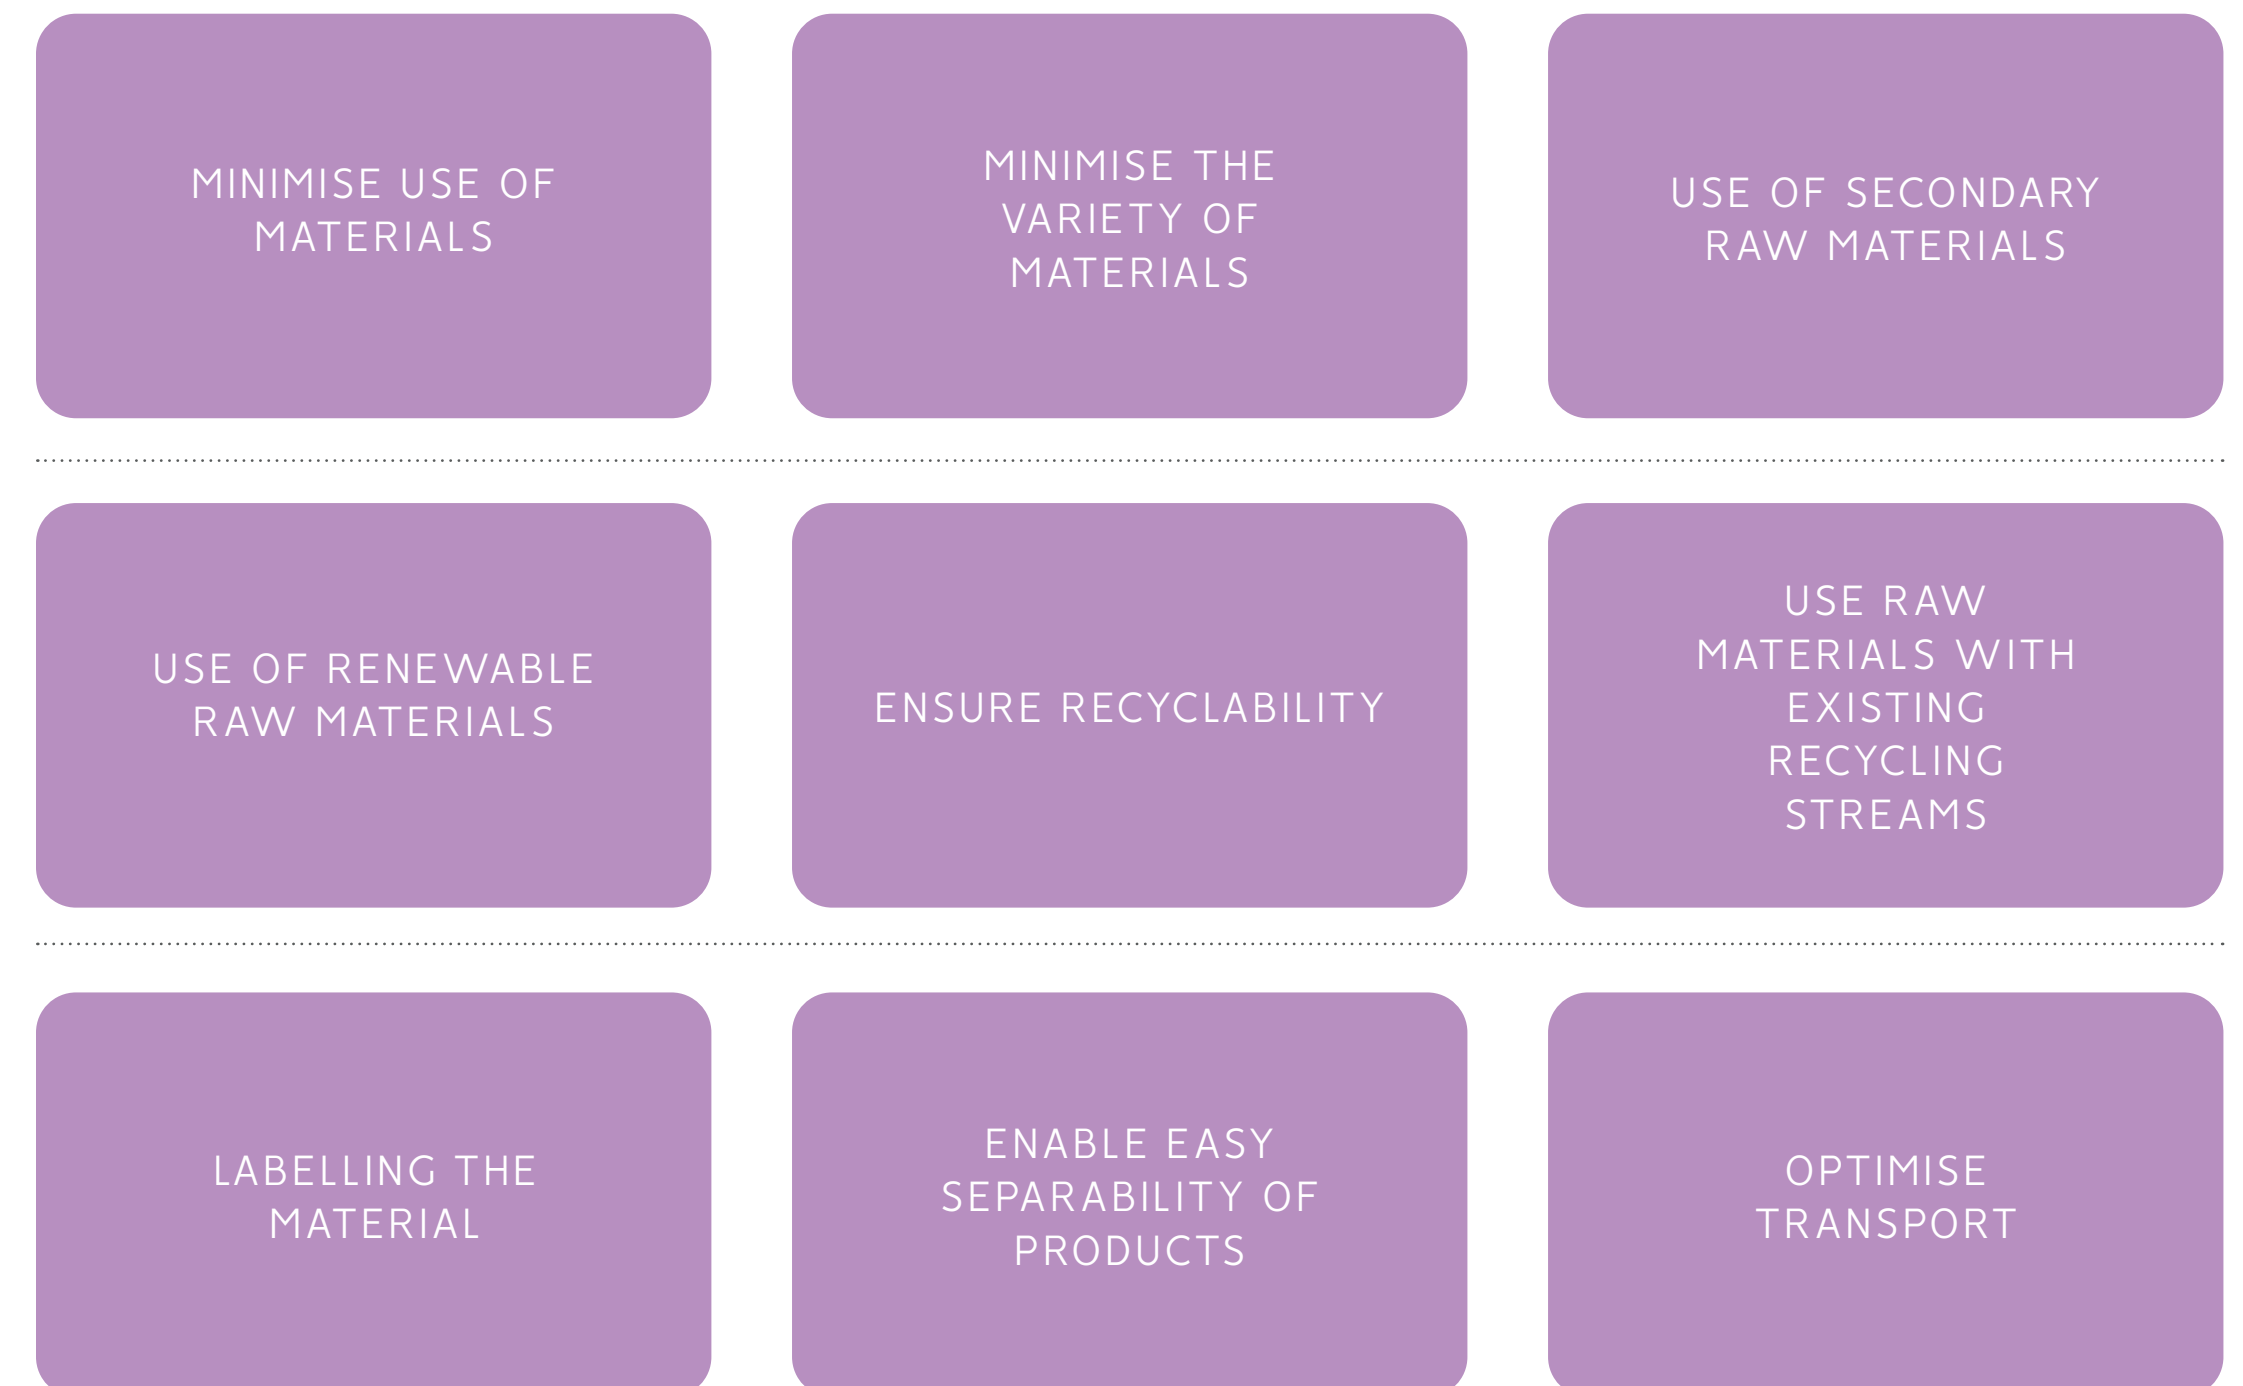 MINIMISE USE OF
MATERIALS
MINIMISE THE
VARIETY OF
MATERIALS
USE OF SECONDARY
RAW MATERIALS
USE OF RENEWABLE
RAW MATERIALS
ENSURE RECYCLABILITY
USE RAW
MATERIALS WITH
EXISTING
RECYCLING
STREAMS
LABELLING THE
MATERIAL
ENABLE EASY
SEPARABILITY OF
PRODUCTS
OPTIMISE
TRANSPORT